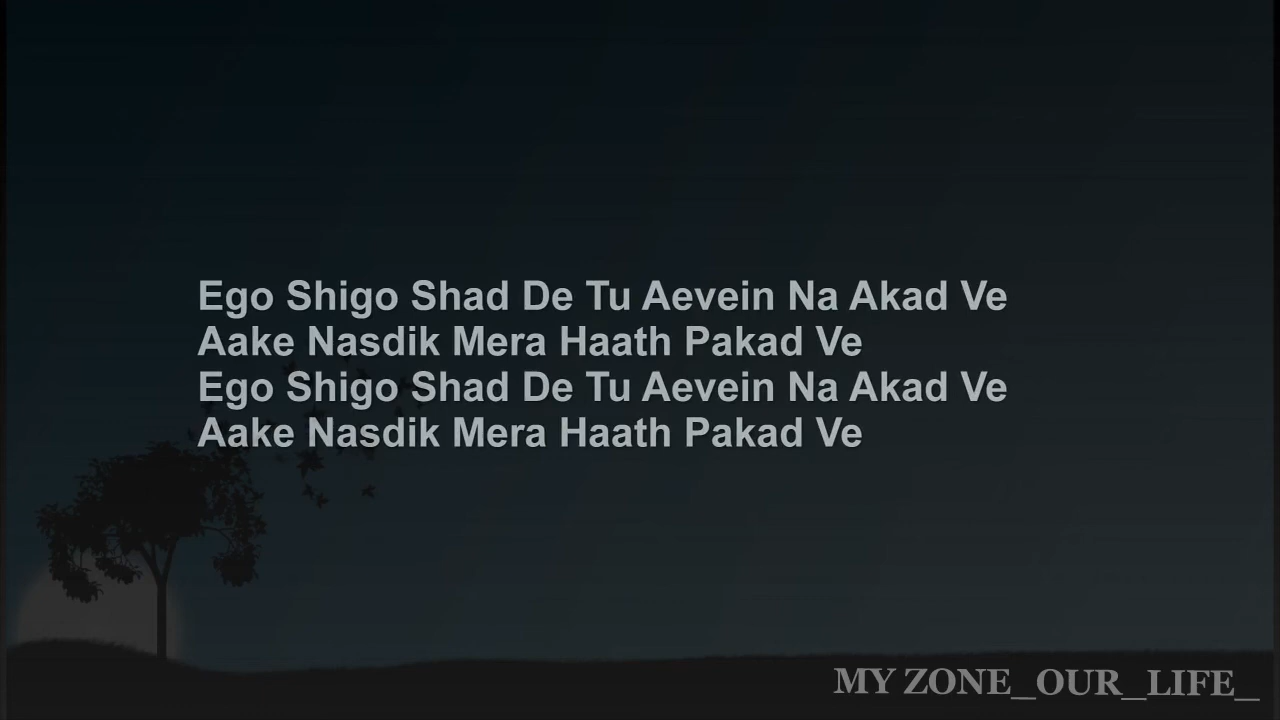 Ego Shigo Shad De Tu Aevein Na Akad Ve
Aake Nasdik Mera Haath Pakad Ve
Ego Shigo Shad De Tu Aevein Na Akad Ve
Aake Nasdik Mera Haath Pakad Ve
MY ZONE_OUR_LIFE_